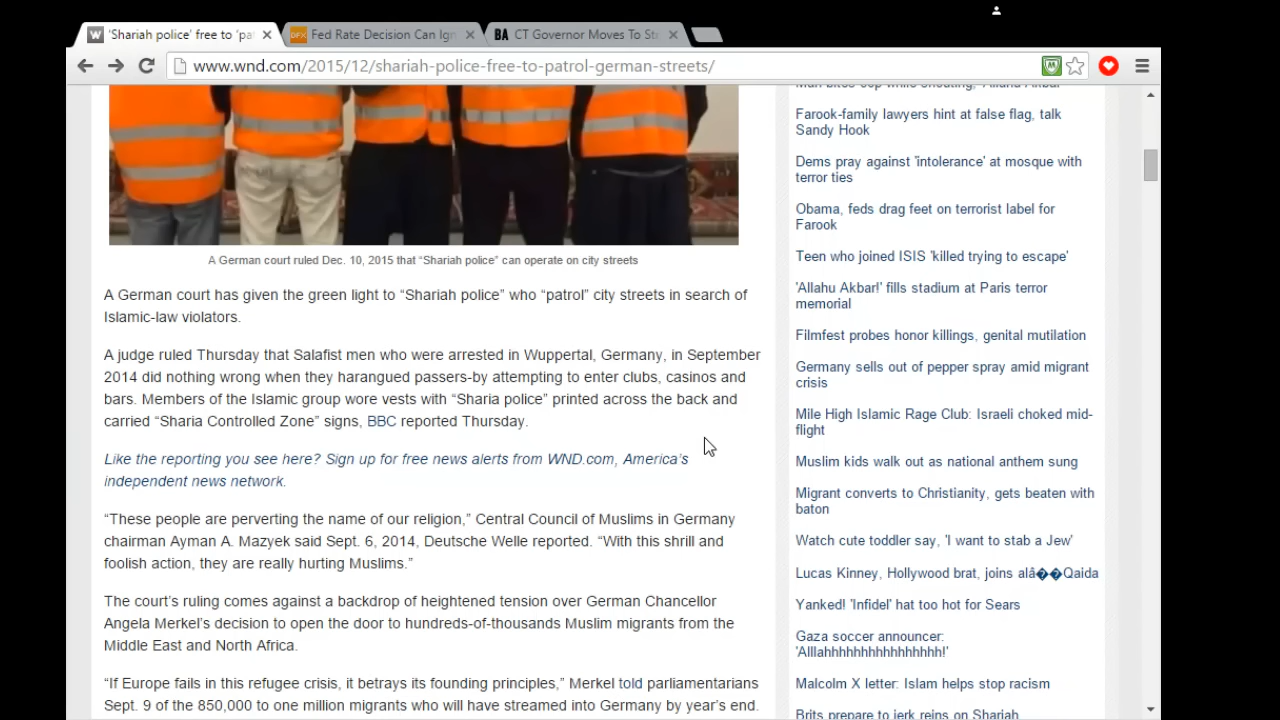 'Shariah police' free to 'pat
Fed Rate Decision Can Ign
BA CT Governor Moves To St
www.wnd.com/2015/12/shariah-police-free-to-patrol-german-streets/
A German court ruled Dec. 10, 2015 that “Shariah police” can operate on city streets
A German court has given the green light to “Shariah police” who “patrol” city streets in search of
Islamic-law violators.
A judge ruled Thursday that Salafist men who were arrested in Wuppertal, Germany, in September
2014 did nothing wrong when they harangued passers-by attempting to enter clubs, casinos and
bars. Members of the Islamic group wore vests with “Sharia police” printed across the back and
carried “Sharia Controlled Zone” signs, BBC reported Thursday.
Like the reporting you see here? Sign up for free news alerts from WND.com, America’s
independent news network.
“These people are perverting the name of our religion,” Central Council of Muslims in Germany
chairman Ayman A. Mazyek said Sept. 6, 2014, Deutsche Welle reported. “With this shrill and
foolish action, they are really hurting Muslims.”
The court’s ruling comes against a backdrop of heightened tension over German Chancellor
Angela Merkel’s decision to open the door to hundreds-of-thousands Muslim migrants from the
Middle East and North Africa.
“If Europe fails in this refugee crisis, it betrays its founding principles,” Merkel told parliamentarians
Sept. 9 of the 850,000 to one million migrants who will have streamed into Germany by year’s end.
Man bites cop while shouting, 'Allahu Akbar'
Farook-family lawyers hint at false flag, talk
Sandy Hook
Dems pray against 'intolerance' at mosque with
terror ties
Obama, feds drag feet on terrorist label for
Farook
Teen who joined ISIS 'killed trying to escape'
'Allahu Akbar!' fills stadium at Paris terror
memorial
Filmfest probes honor killings, genital mutilation
Germany sells out of pepper spray amid migrant
crisis
Mile High Islamic Rage Club: Israeli choked mid-
flight
Muslim kids walk out as national anthem sung
Migrant converts to Christianity, gets beaten with
baton
Watch cute toddler say, 'I want to stab a Jew'
Lucas Kinney, Hollywood brat, joins alâ��Qaida
Yanked! 'Infidel' hat too hot for Sears
Gaza soccer announcer:
'Alllahhhhhhhhhhhhhhhh!'
Malcolm X letter: Islam helps stop racism
Brits prepare to jerk reins on Shariah